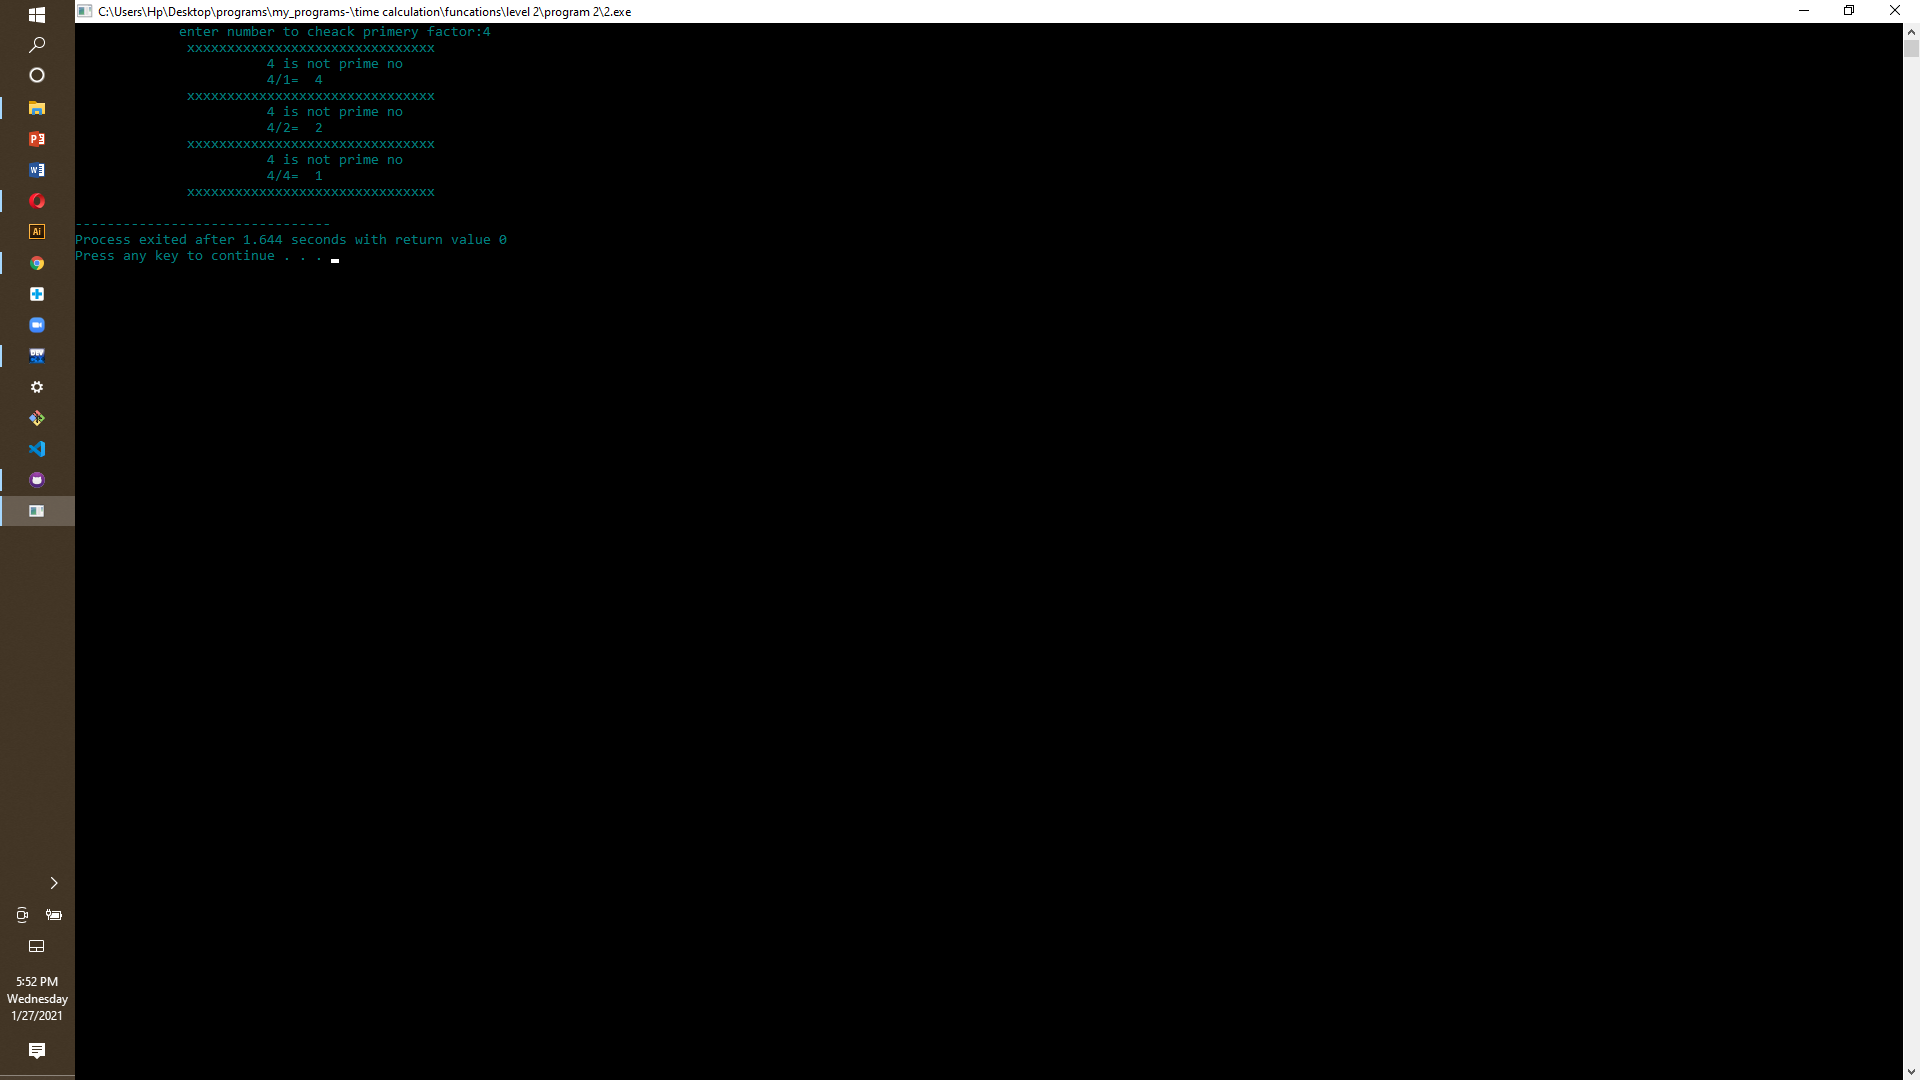 C:\Users\Hp\Desktop\programs\my_programs-\time calculation\funcations\level 2\program 2\2.exe
enter number to cheack primery factor:4
xxxxxxxxxxxxxxxxxxxxxxxxxxxxxxx
4 is not prime no
4/1=  4
xxxxxxxxxxxxxxxxxxxxxxxxxxxxxxx
4 is not prime no
4/2=  2
xxxxxxxxxxxxxxxxxxxxxxxxxxxxxxx
4 is not prime no
4/4=  1
xxxxxxxxxxxxxxxxxxxxxxxxxxxxxxx
--------------------------------
Process exited after 1.644 seconds with return value 0
Press any key to continue . . .
P
W
Ai
DEV
5:52 PM
Wednesday
1/27/2021